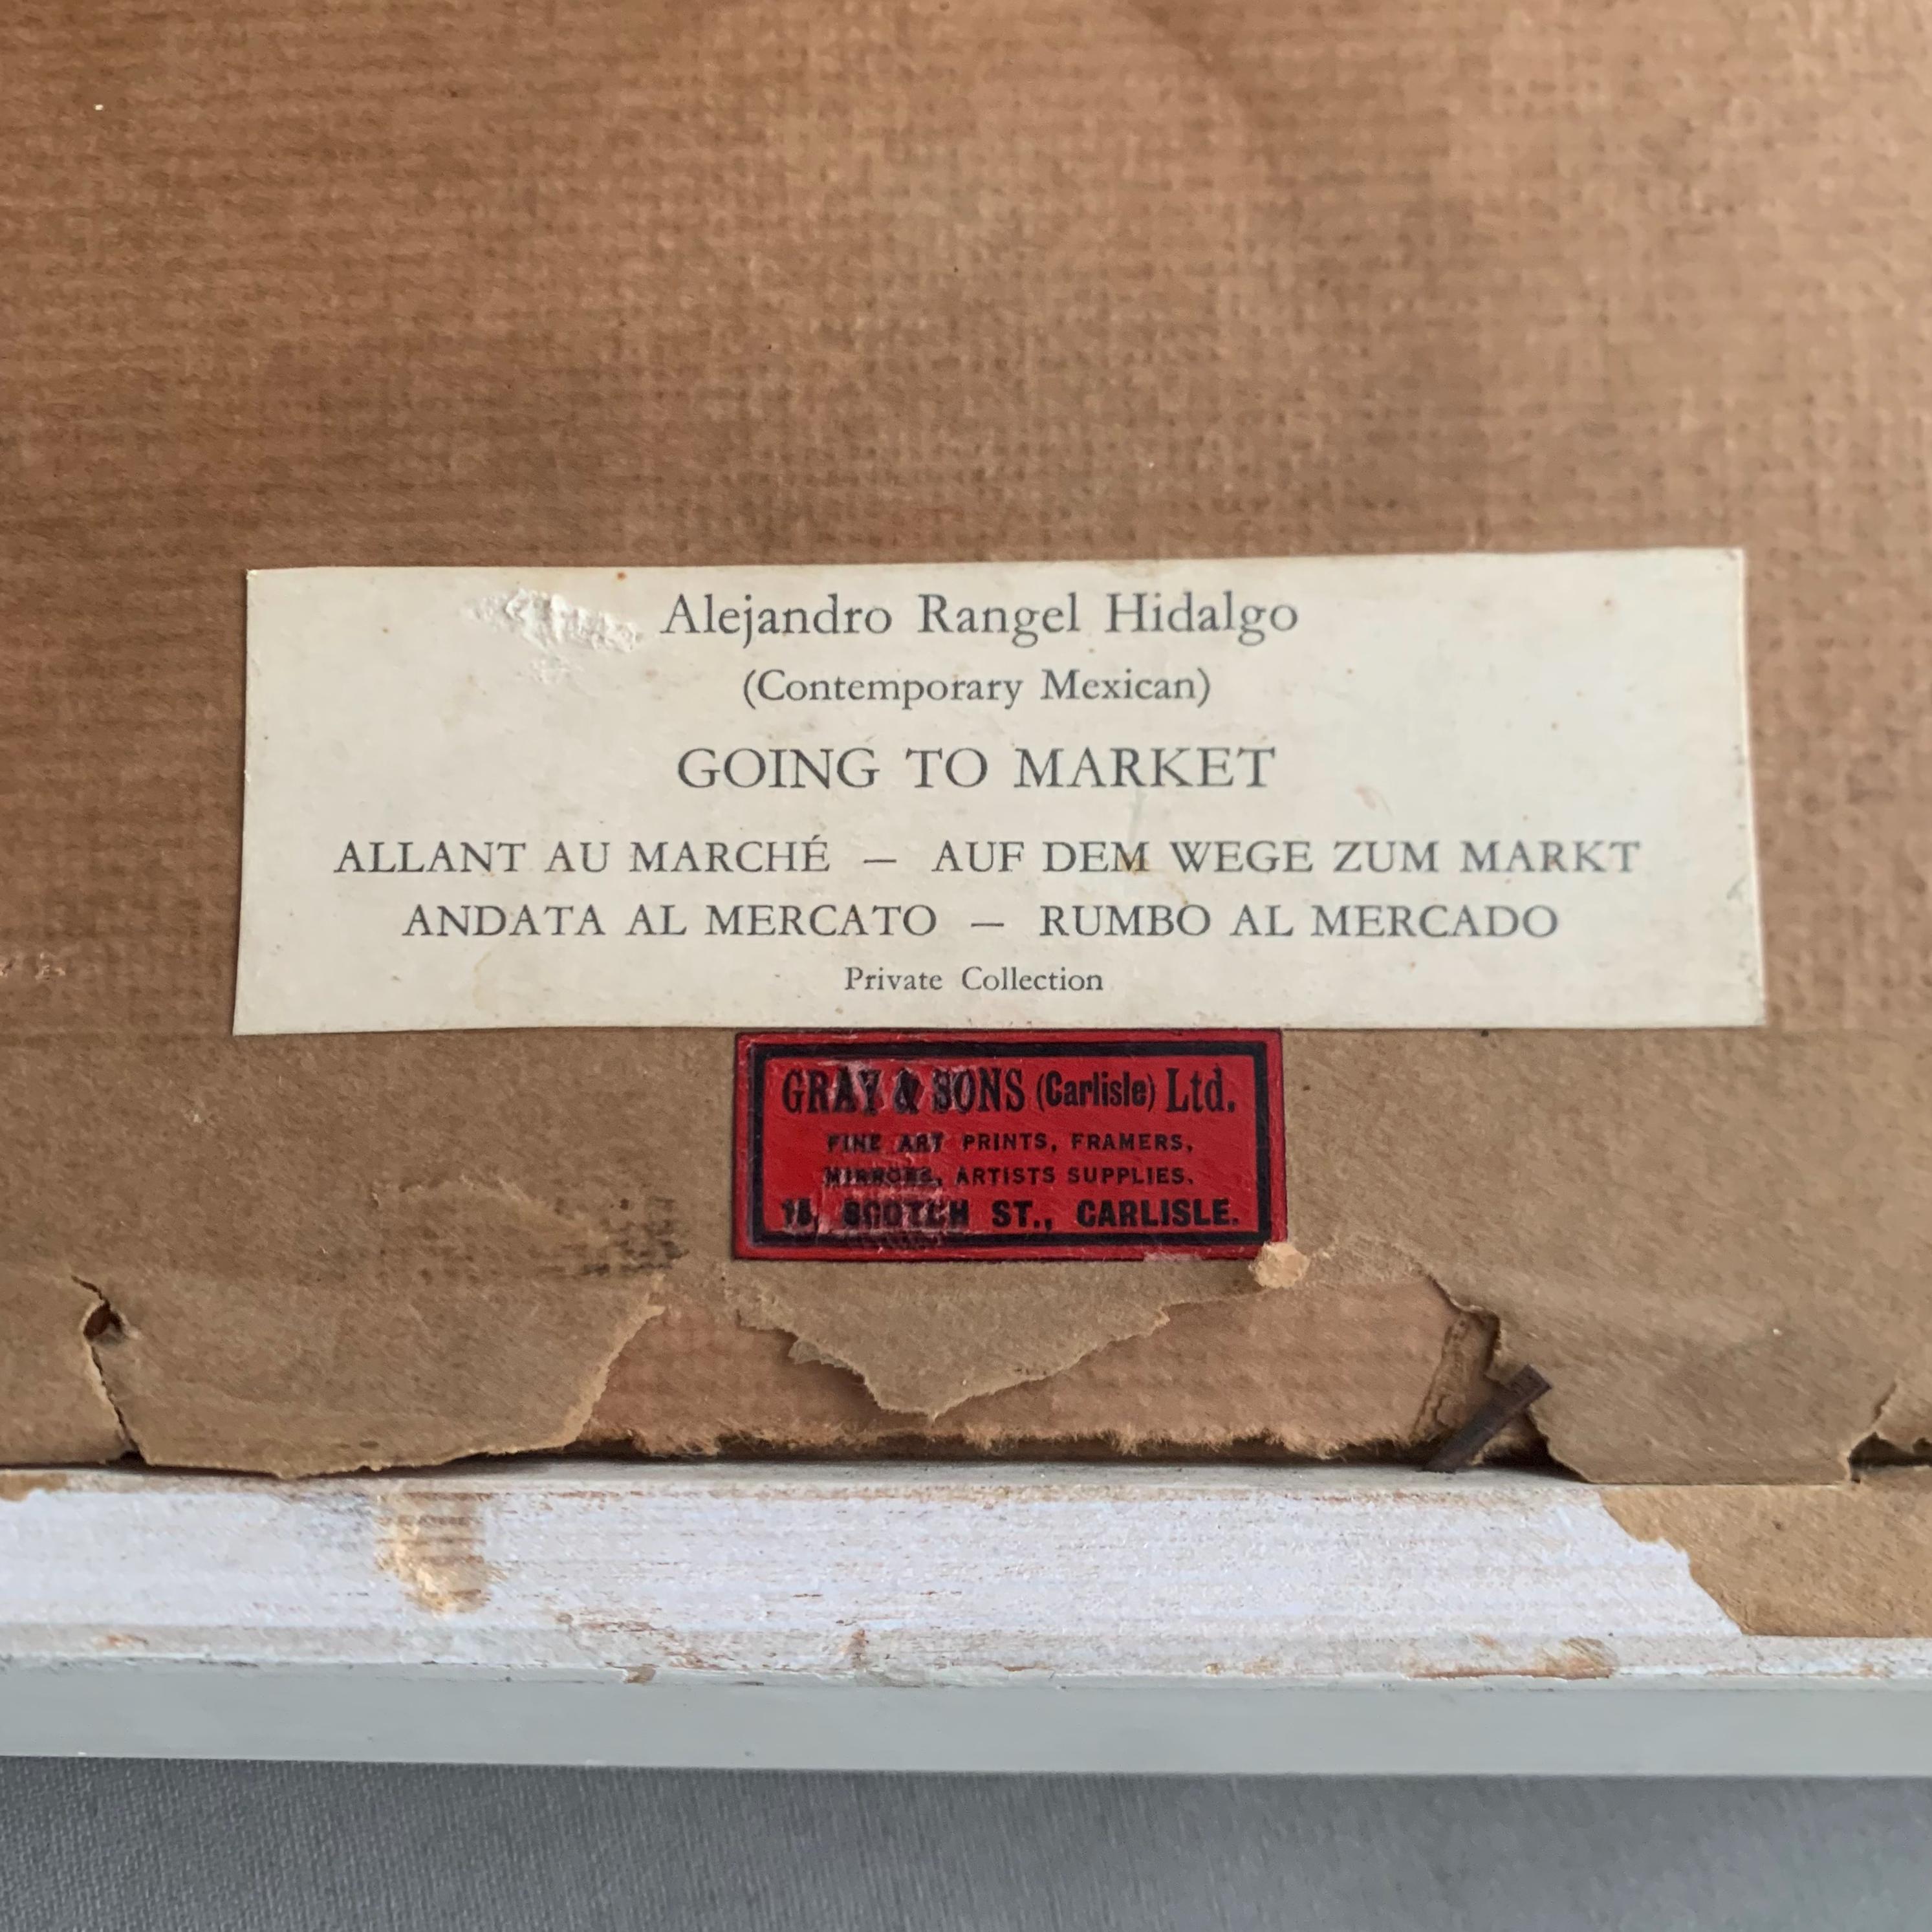 Alejandro Rangel Hidalgo
(Contemporary Mexican)
GOING TO MARKET
ALLANT AU MARCHÉ — AUF DEM WEGE ZUM MARKT
ANDATA AL MERCATO — RUMBO AL MERCADO
Private Collection
GRAY & SONS (Carlisle) Ltd.
FINE ART PRINTS, FRAMERS,
MIRRORS, ARTISTS SUPPLIES.
SCOTCH ST., CARLISLE.